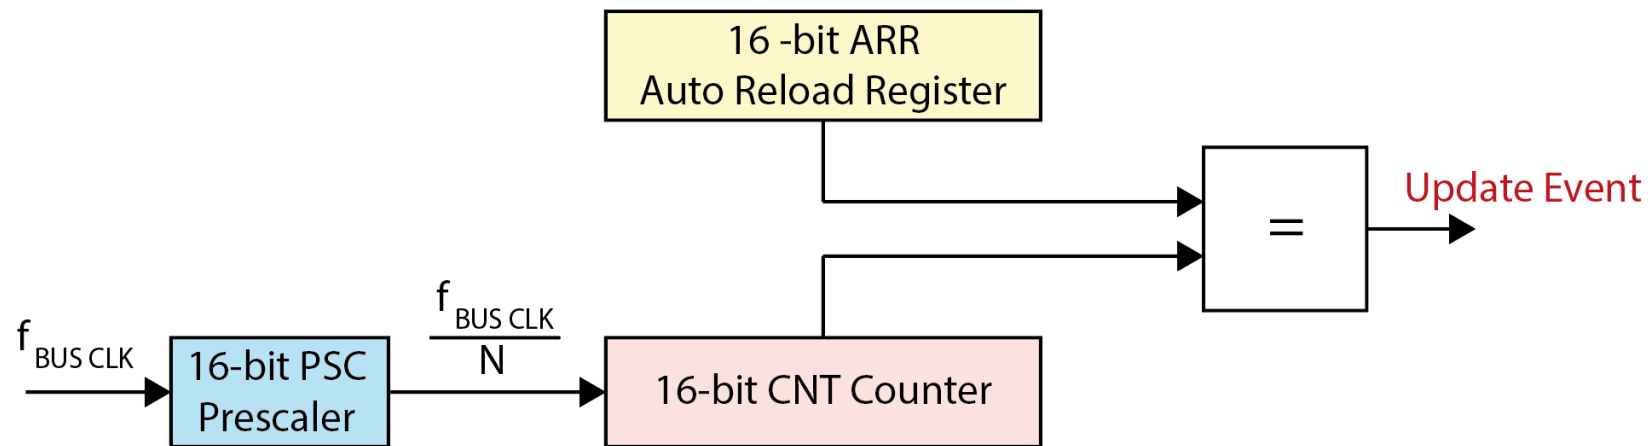 16 -bit ARR
Auto Reload Register
=
Update Event
f BUS CLK
16-bit PSC
Prescaler
f BUS CLK
N
16-bit CNT Counter